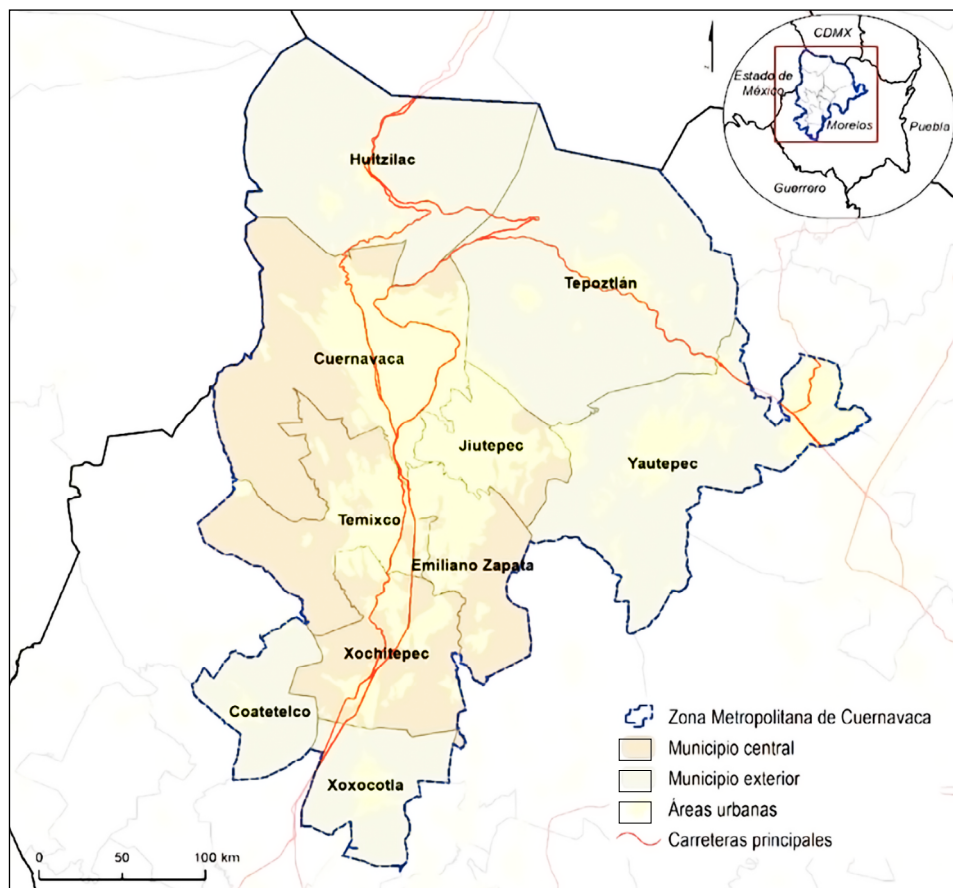 CDMX
Estado de
México
Morelos
Puebla
Guerrero
Huitzilac
Tepoztlán
Cuernavaca
Jiutepec
Yautepec
Temixco
Emiliano Zapata
Xochitepec
Coatetelco
Xoxocotla
Zona Metropolitana de Cuernavaca
Municipio central
Municipio exterior
Áreas urbanas
Carreteras principales
0 50 100 km